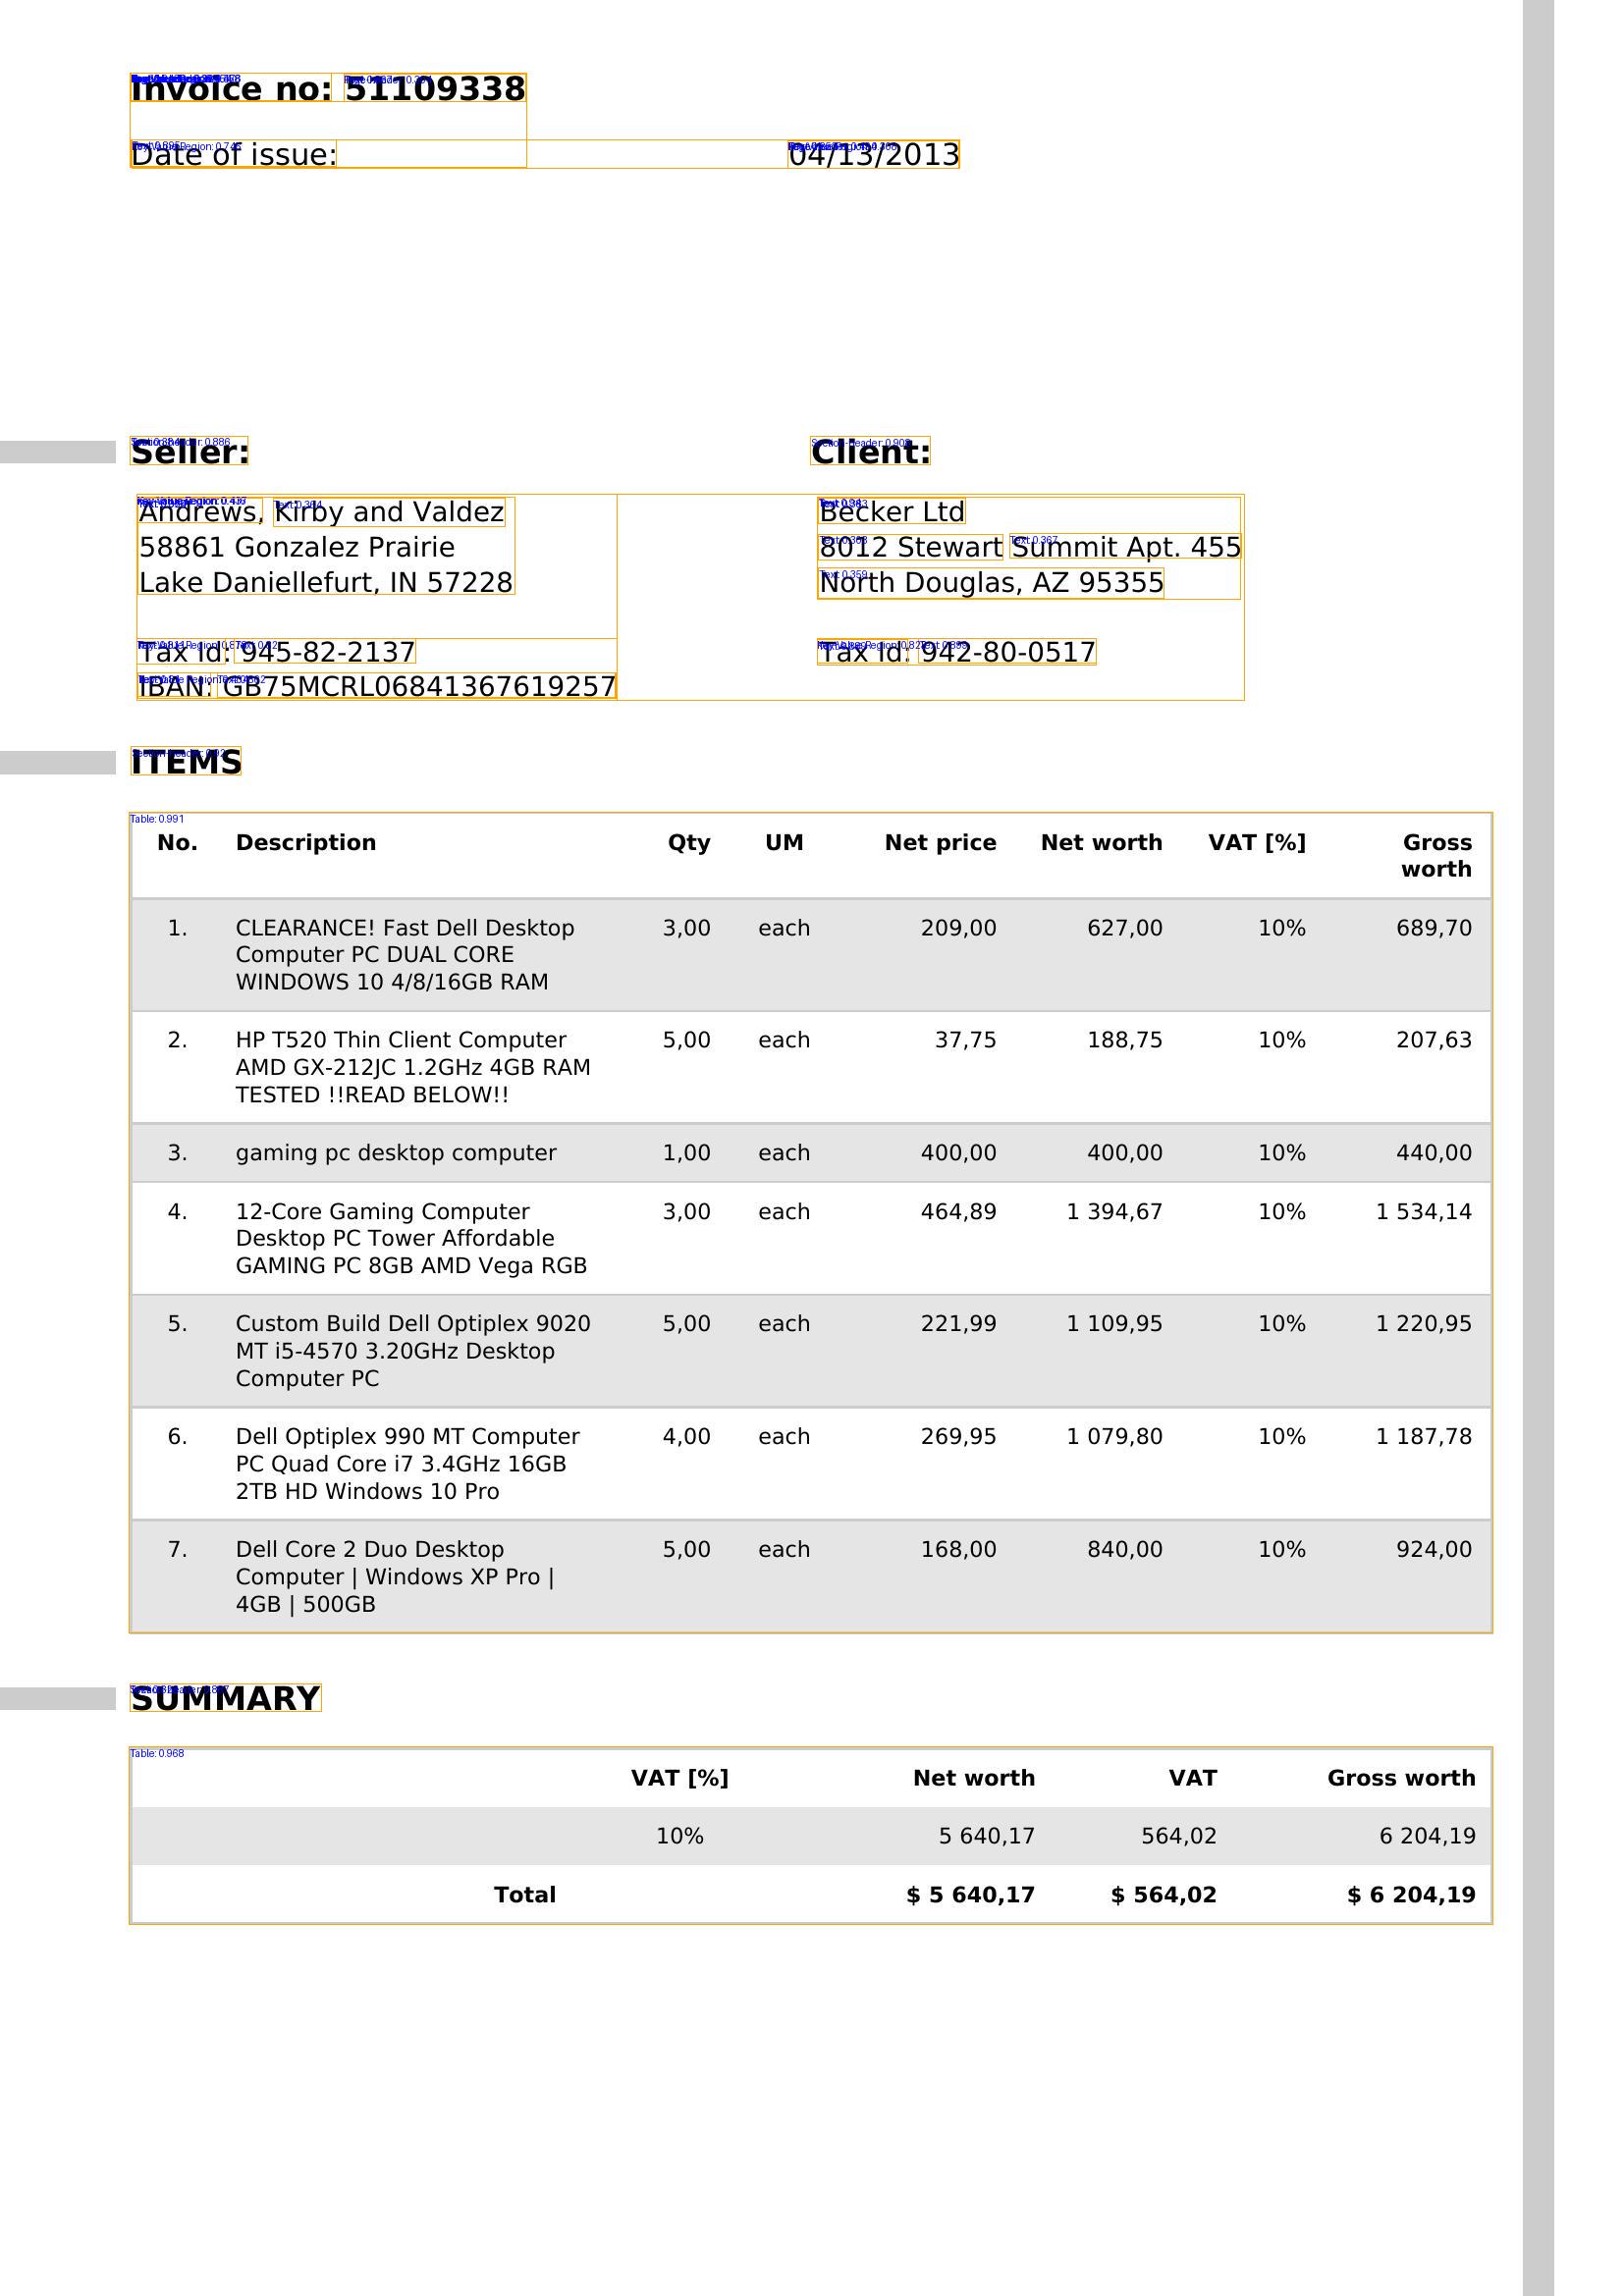 Invoice no: 51109338
Date of issue: 04/13/2013
Seller:
Andrews, Kirby and Valdez
58861 Gonzalez Prairie
Lake Daniellefurt, IN 57228
Tax Id: 945-82-2137
IBAN: GB75MCRL06841367619257
Client:
Becker Ltd
8012 Stewart Summit Apt. 455
North Douglas, AZ 95355
Tax Id: 942-80-0517
ITEMS
Table: 0.991
No. Description Qty UM Net price Net worth VAT [%] Gross
worth
1. CLEARANCE! Fast Dell Desktop 3,00 each 209,00 627,00 10% 689,70
Computer PC DUAL CORE
WINDOWS 10 4/8/16GB RAM
2. HP T520 Thin Client Computer 5,00 each 37,75 188,75 10% 207,63
AMD GX-212JC 1.2GHz 4GB RAM
TESTED !!READ BELOW!!
3. gaming pc desktop computer 1,00 each 400,00 400,00 10% 440,00
4. 12-Core Gaming Computer 3,00 each 464,89 1 394,67 10% 1 534,14
Desktop PC Tower Affordable
GAMING PC 8GB AMD Vega RGB
5. Custom Build Dell Optiplex 9020 5,00 each 221,99 1 109,95 10% 1 220,95
MT i5-4570 3.20GHz Desktop
Computer PC
6. Dell Optiplex 990 MT Computer 4,00 each 269,95 1 079,80 10% 1 187,78
PC Quad Core i7 3.4GHz 16GB
2TB HD Windows 10 Pro
7. Dell Core 2 Duo Desktop 5,00 each 168,00 840,00 10% 924,00
Computer | Windows XP Pro |
4GB | 500GB
SUMMARY
Table: 0.968
VAT [%] Net worth VAT Gross worth
10% 5 640,17 564,02 6 204,19
Total $ 5 640,17 $ 564,02 $ 6 204,19